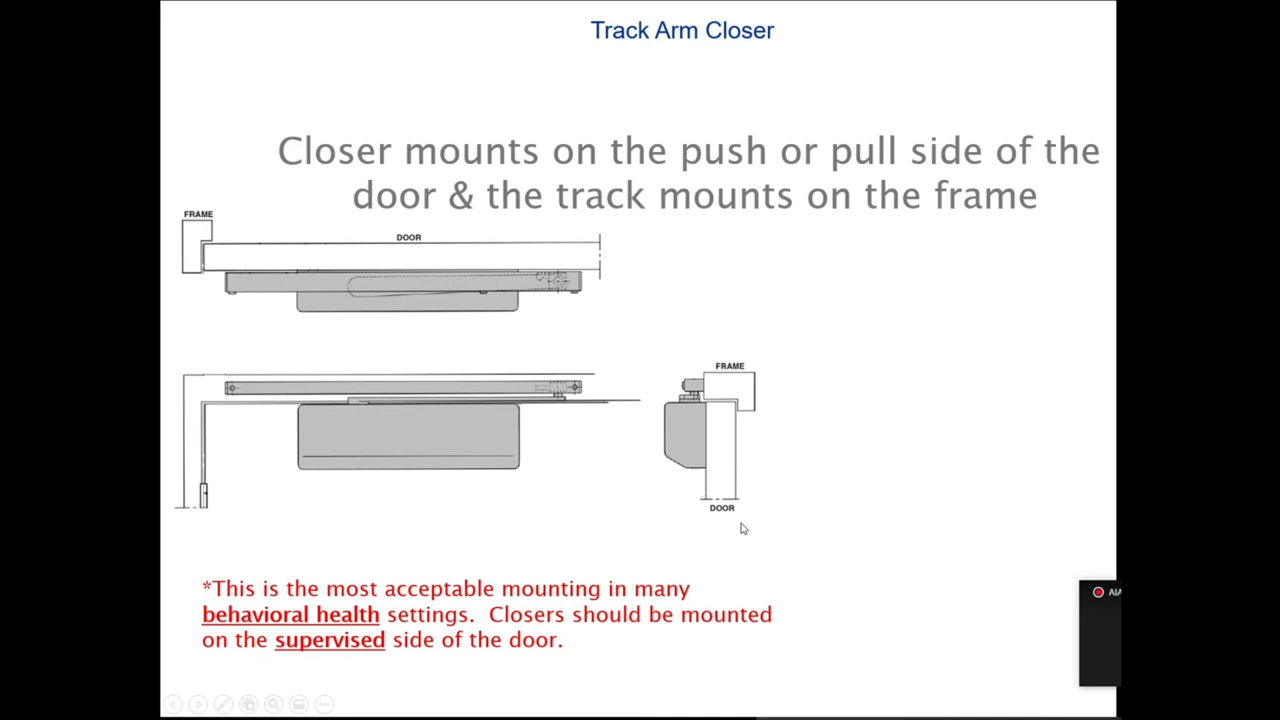 Track Arm Closer
Closer mounts on the push or pull side of the
door & the track mounts on the frame
FRAME
DOOR
FRAME
DOOR
*This is the most acceptable mounting in many
behavioral health settings. Closers should be mounted
on the supervised side of the door.
AIA